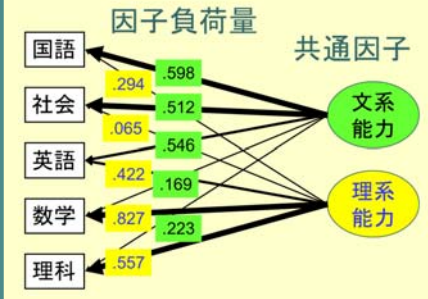 因子負荷量
共通因子
国語
.598
.294
社会
.512
.065
文系
能力
英語
.546
.422
.169
数学
.827
.223
理系
能力
理科
.557